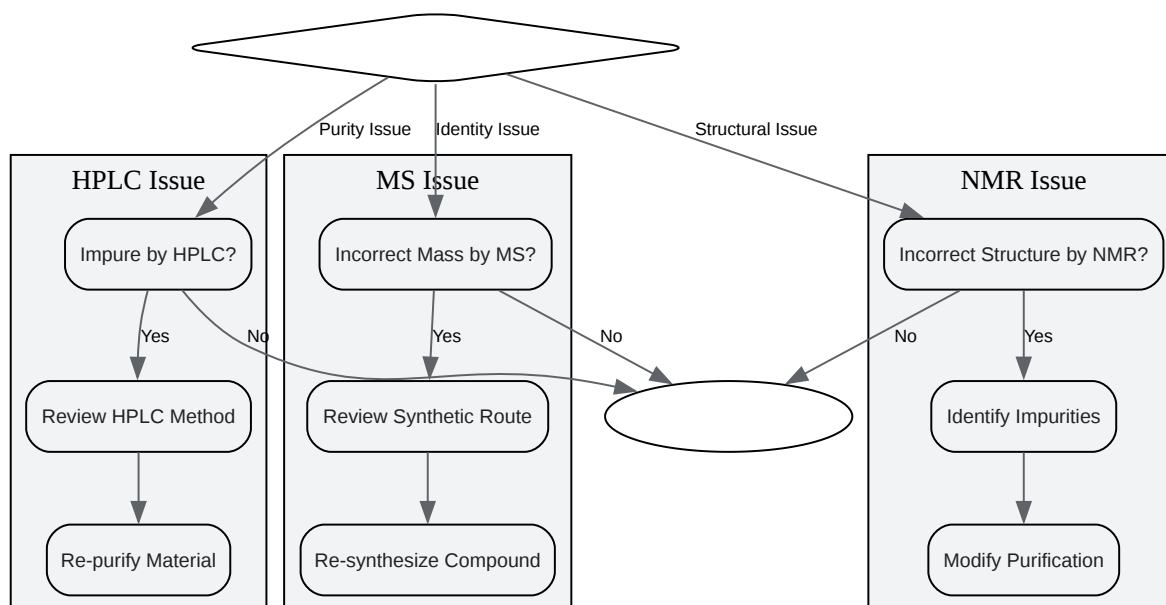 Purity Issue
Identity Issue
Structural Issue
HPLC Issue
MS Issue
NMR Issue
Impure by HPLC?
Incorrect Mass by MS?
Incorrect Structure by NMR?
Yes
No
Yes
No
No
Yes
Review HPLC Method
Review Synthetic Route
Identify Impurities
Re-purify Material
Re-synthesize Compound
Modify Purification